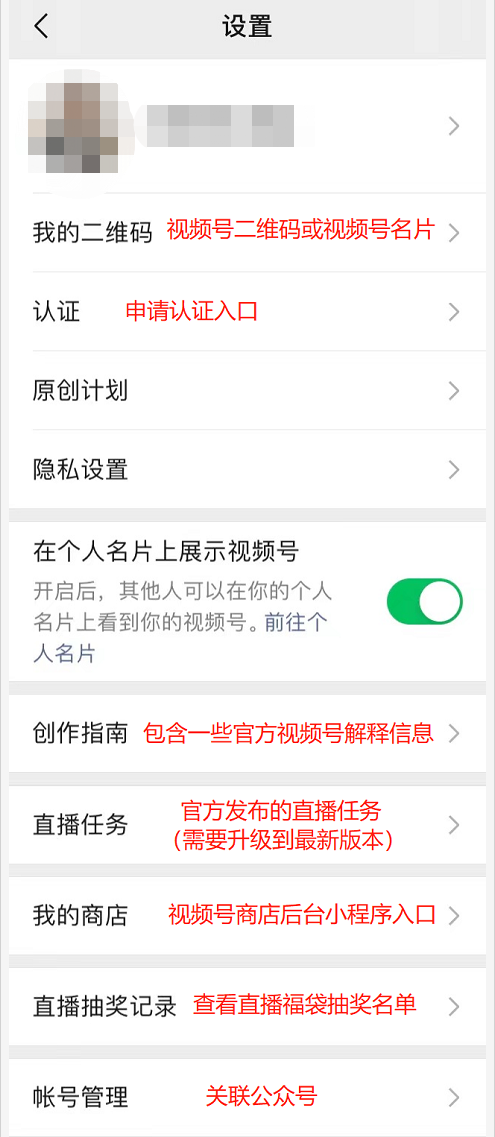 设置
我的二维码 视频号二维码或视频号名片
认证 申请认证入口
原创计划
隐私设置
在个人名片上展示视频号
开启后，其他人可以在你的个人
名片上看到你的视频号。前往个
人名片
创作指南 包含一些官方视频号解释信息
直播任务 官方发布的直播任务
（需要升级到最新版本）
我的商店 视频号商店后台小程序入口
直播抽奖记录 查看直播福袋抽奖名单
帐号管理 关联公众号